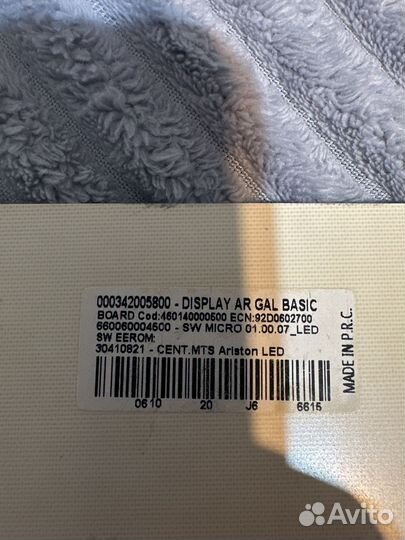 000342005800 - DISPLAY AR GAL BASIC
BOARD Cod:460140000500 ECN:92D0602700
660060004500 - SW MICRO 01.00.07_LED
SW EEROM:
30410821 - CENT.MTS Ariston LED
0610 20 J6 6615
MADE IN P.R.C.
Avito